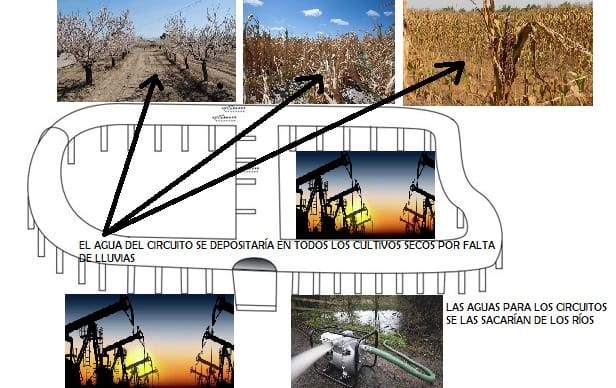 EL AGUA DEL CIRCUITO SE DEPOSITARÍA EN TODOS LOS CULTIVOS SECOS POR FALTA
DE LLUVIAS
LAS AGUAS PARA LOS CIRCUITOS
SE LAS SACARÍAN DE LOS RÍOS